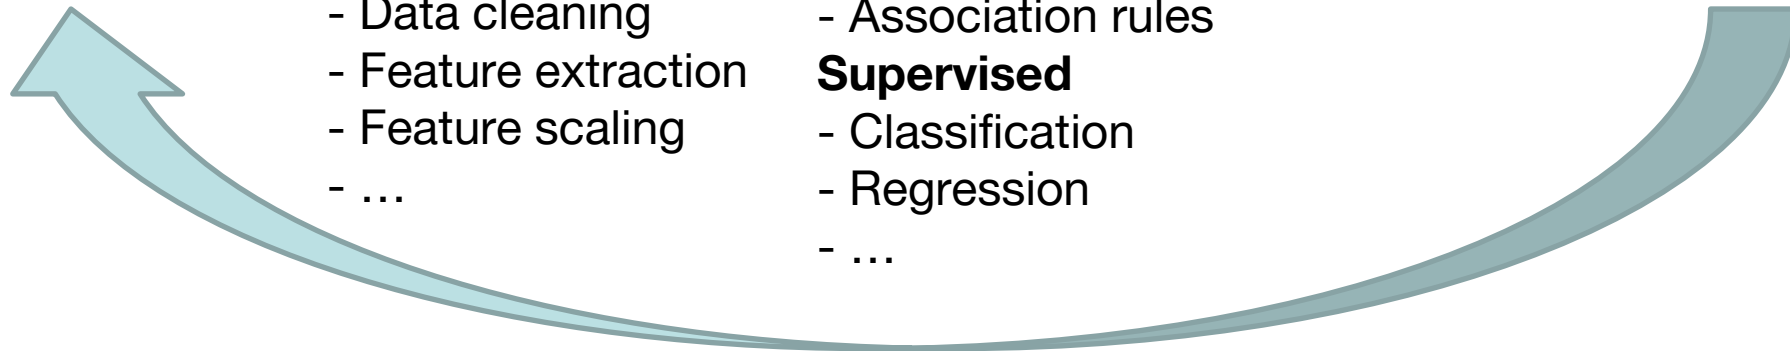 - Data cleaning
- Feature extraction
- Feature scaling
- …
- Association rules
Supervised
- Classification
- Regression
- …